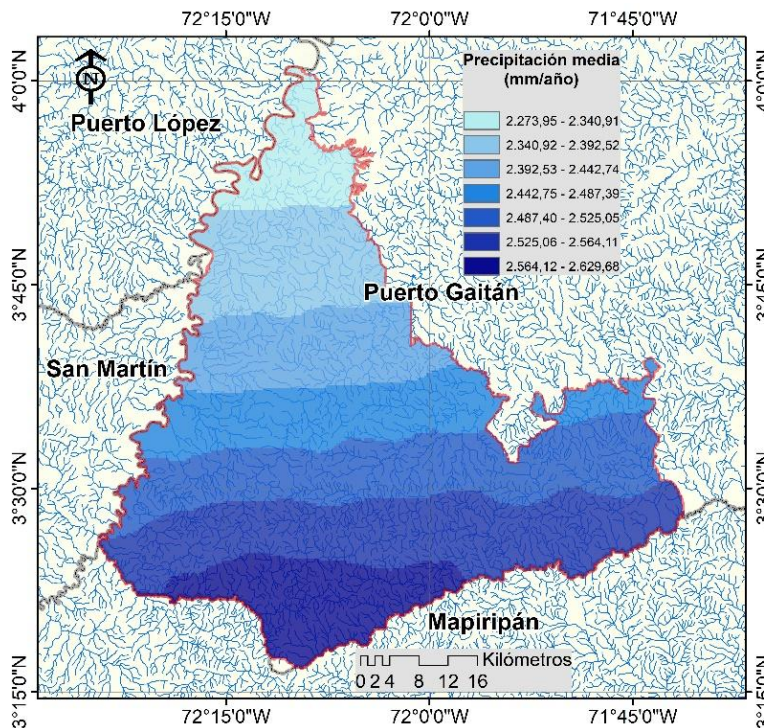 72°15'0"W 72°0'0"W 71°45'0"W
4°0'0"N
4°0'0"N
N
Precipitación media
(mm/año)
2.273,95 - 2.340,91
2.340,92 - 2.392,52
2.392,53 - 2.442,74
2.442,75 - 2.487,39
2.487,40 - 2.525,05
2.525,06 - 2.564,11
2.564,12 - 2.629,68
Puerto López
3°45'0"N
3°45'0"N
Puerto Gaitán
San Martín
3°30'0"N
3°30'0"N
Mapiripán
Kilómetros
0 2 4 8 12 16
3°15'0"N
3°15'0"N
72°15'0"W 72°0'0"W 71°45'0"W